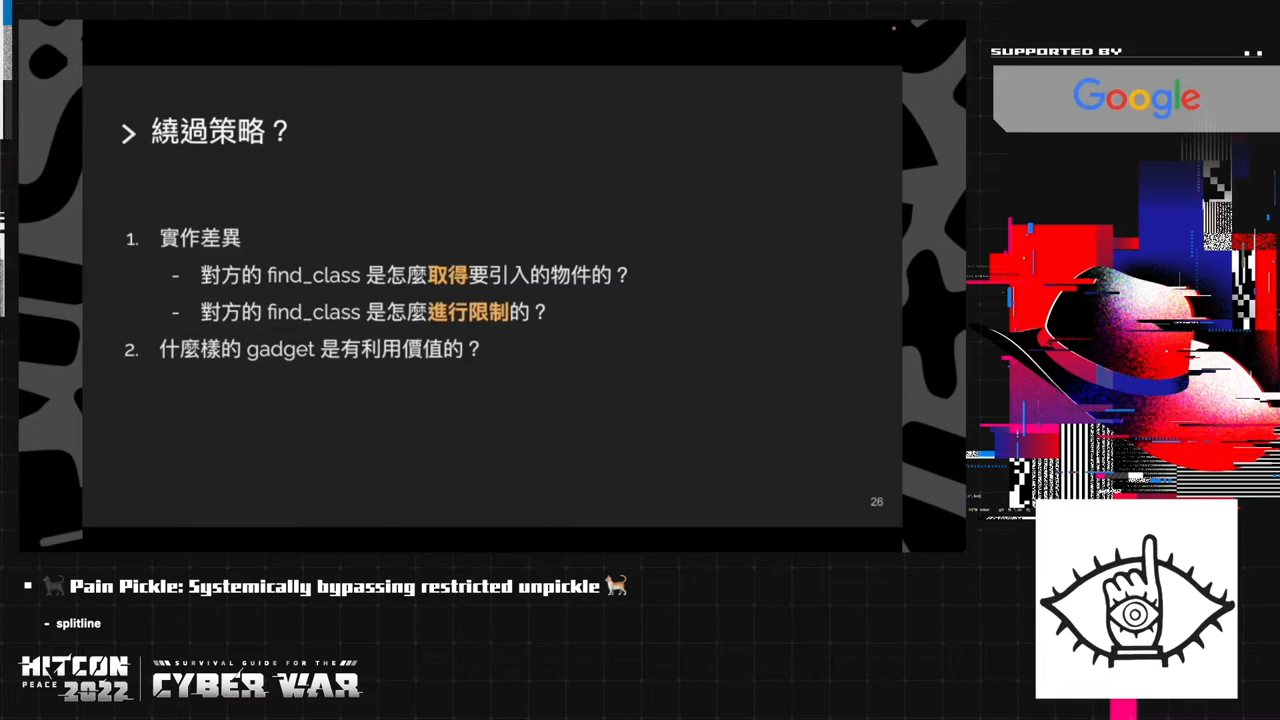 > 繞過策略？
1. 實作差異
- 對方的 find_class 是怎麼取得要引入的物件的？
- 對方的 find_class 是怎麼進行限制的？
2. 什麼樣的 gadget 是有利用價值的？
26
SUPPORTED BY
Google
Pain Pickle: Systemically bypassing restricted unpickle
- splitline
HITCON
PEACE 2022
SURVIVAL GUIDE FOR THE
CYBER WAR